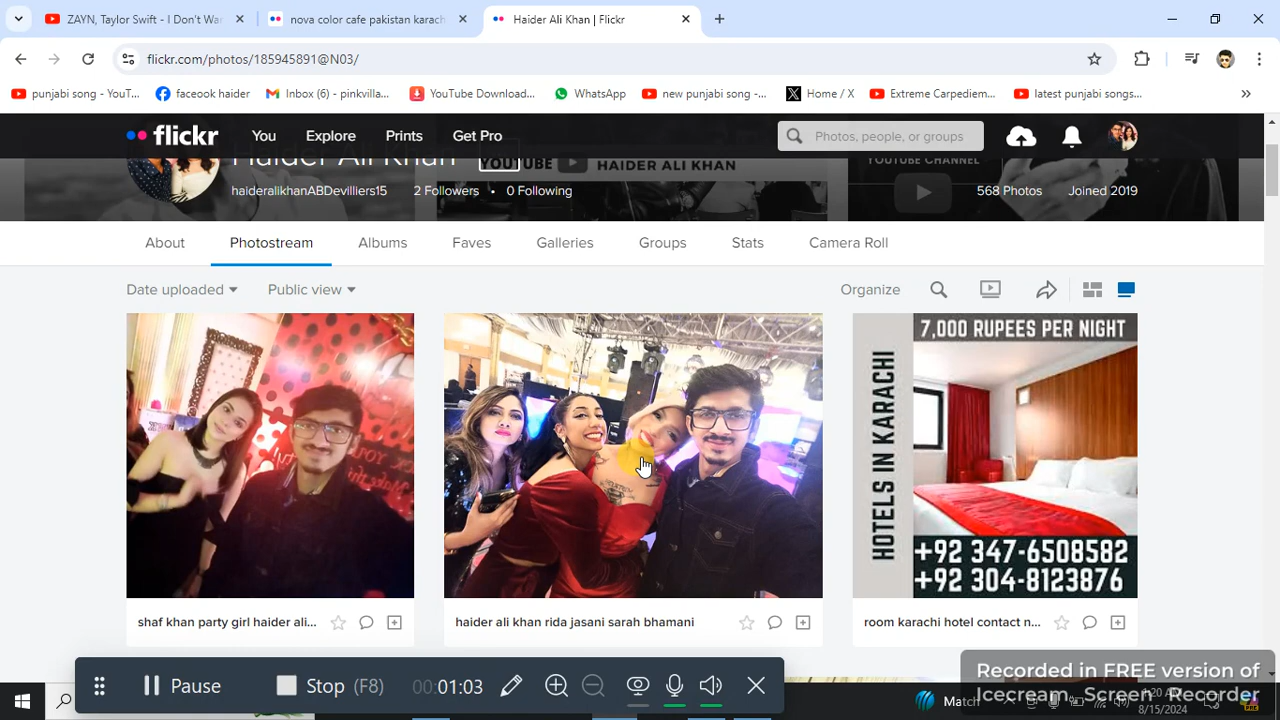 ZAYN, Taylor Swift - I Don't Wa
nova color cafe pakistan karach
Haider Ali Khan | Flickr
flickr.com/photos/185945891@N03/
punjabi song - YouT...
faceook haider
Inbox (6) - pinkvilla...
YouTube Download...
WhatsApp
new punjabi song -...
Home / X
Extreme Carpediem...
latest punjabi songs...
flickr
You
Explore
Prints
Get Pro
Photos, people, or groups
Haider Ali Khan
YOUTUBE
HAIDER ALI KHAN
YOUTUBE CHANNEL
haideralikhanABDevilliers15
2 Followers
•
0 Following
568 Photos
Joined 2019
About
Photostream
Albums
Faves
Galleries
Groups
Stats
Camera Roll
Date uploaded
Public view
Organize
7,000 RUPEES PER NIGHT
HOTELS IN KARACHI
+92 347-6508582
+92 304-8123876
shaf khan party girl haider ali...
haider ali khan rida jasani sarah bhamani
room karachi hotel contact n...
Pause
Stop (F8)
00:01:03
Recorded in FREE version of
Icecream Screen Recorder
Match
1:20 AM
8/15/2024